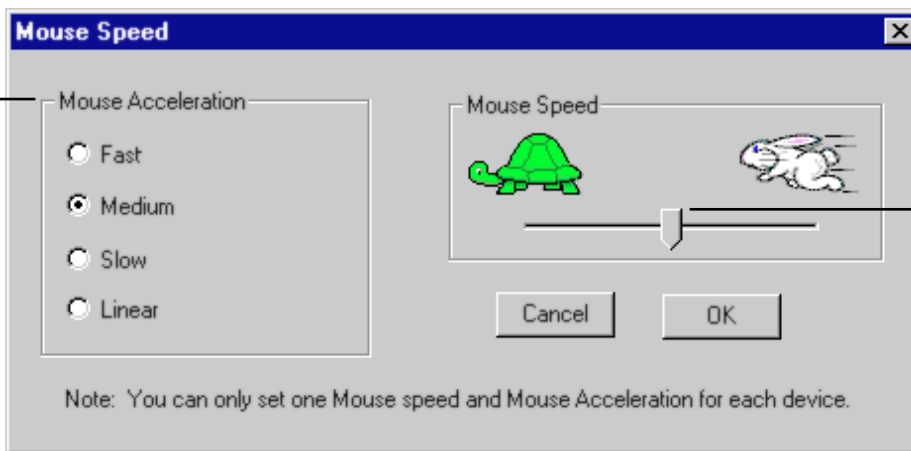 Mouse Speed
Mouse Acceleration
Fast
Medium
Slow
Linear
Mouse Speed
Cancel
OK
Note: You can only set one Mouse speed and Mouse Acceleration for each device.